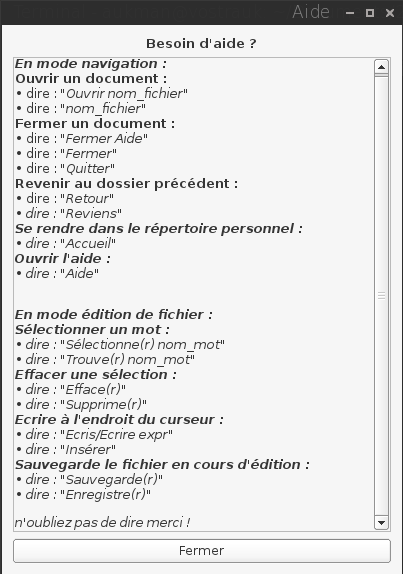 Aide
Besoin d'aide ?
En mode navigation :
Ouvrir un document :
• dire : "Ouvrir nom_fichier"
• dire : "nom_fichier"
Fermer un document :
• dire : "Fermer Aide"
• dire : "Fermer"
• dire : "Quitter"
Revenir au dossier précédent :
• dire : "Retour"
• dire : "Reviens"
Se rendre dans le répertoire personnel :
• dire : "Accueil"
Ouvrir l'aide :
• dire : "Aide"
En mode édition de fichier :
Sélectionner un mot :
• dire : "Sélectionne(r) nom_mot"
• dire : "Trouve(r) nom_mot"
Effacer une sélection :
• dire : "Efface(r)"
• dire : "Supprime(r)"
Ecrire à l'endroit du curseur :
• dire : "Ecris/Ecrire expr"
• dire : "Insérer"
Sauvegarde le fichier en cours d'édition :
• dire : "Sauvegarde(r)"
• dire : "Enregistre(r)"
n'oubliez pas de dire merci !
Fermer